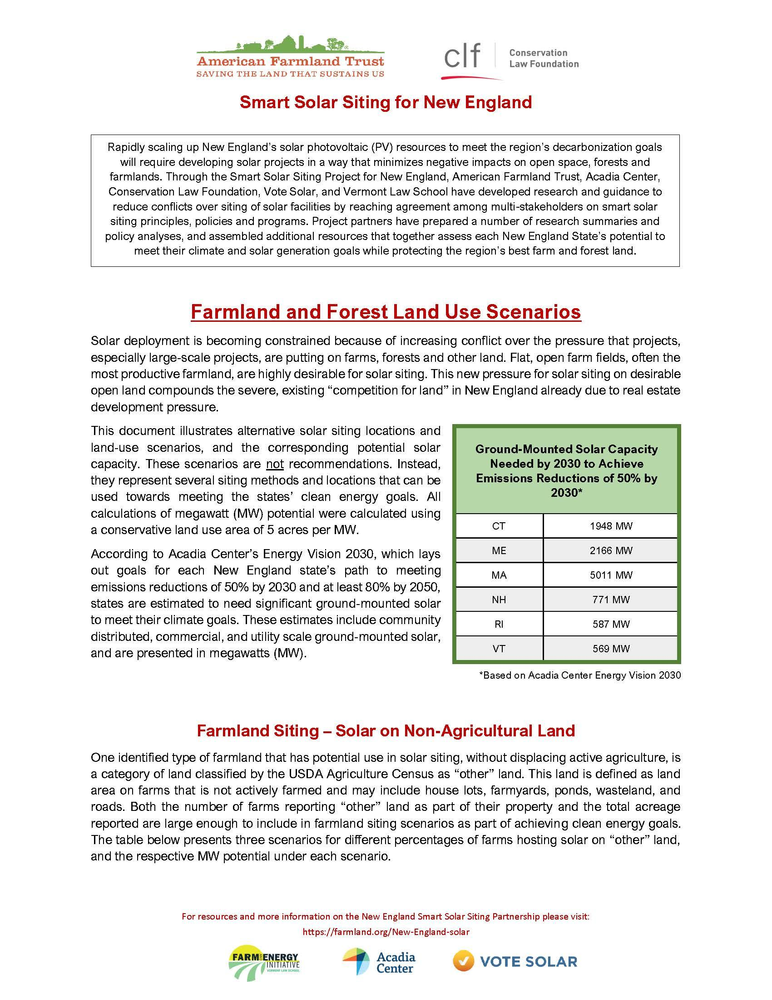 American Farmland Trust
SAVING THE LAND THAT SUSTAINS US
clf
Conservation
Law Foundation
Smart Solar Siting for New England
Rapidly scaling up New England's solar photovoltaic (PV) resources to meet the region's decarbonization goals
will require developing solar projects in a way that minimizes negative impacts on open space, forests and
farmlands. Through the Smart Solar Siting Project for New England, American Farmland Trust, Acadia Center,
Conservation Law Foundation, Vote Solar, and Vermont Law School have developed research and guidance to
reduce conflicts over siting of solar facilities by reaching agreement among multi-stakeholders on smart solar
siting principles, policies and programs. Project partners have prepared a number of research summaries and
policy analyses, and assembled additional resources that together assess each New England State's potential to
meet their climate and solar generation goals while protecting the region's best farm and forest land.
Farmland and Forest Land Use Scenarios
Solar deployment is becoming constrained because of increasing conflict over the pressure that projects,
especially large-scale projects, are putting on farms, forests and other land. Flat, open farm fields, often the
most productive farmland, are highly desirable for solar siting. This new pressure for solar siting on desirable
open land compounds the severe, existing “competition for land” in New England already due to real estate
development pressure.
This document illustrates alternative solar siting locations and
land-use scenarios, and the corresponding potential solar
capacity. These scenarios are not recommendations. Instead,
they represent several siting methods and locations that can be
used towards meeting the states' clean energy goals. All
calculations of megawatt (MW) potential were calculated using
a conservative land use area of 5 acres per MW.
According to Acadia Center's Energy Vision 2030, which lays
out goals for each New England state's path to meeting
emissions reductions of 50% by 2030 and at least 80% by 2050,
states are estimated to need significant ground-mounted solar
to meet their climate goals. These estimates include community
distributed, commercial, and utility scale ground-mounted solar,
and are presented in megawatts (MW).
Ground-Mounted Solar Capacity
Needed by 2030 to Achieve
Emissions Reductions of 50% by
2030*
CT 1948 MW
ME 2166 MW
MA 5011 MW
NH 771 MW
RI 587 MW
VT 569 MW
*Based on Acadia Center Energy Vision 2030
Farmland Siting – Solar on Non-Agricultural Land
One identified type of farmland that has potential use in solar siting, without displacing active agriculture, is
a category of land classified by the USDA Agriculture Census as “other” land. This land is defined as land
area on farms that is not actively farmed and may include house lots, farmyards, ponds, wasteland, and
roads. Both the number of farms reporting “other” land as part of their property and the total acreage
reported are large enough to include in farmland siting scenarios as part of achieving clean energy goals.
The table below presents three scenarios for different percentages of farms hosting solar on “other” land,
and the respective MW potential under each scenario.
For resources and more information on the New England Smart Solar Siting Partnership please visit:
https://farmland.org/New-England-solar
FARM AND ENERGY
INITIATIVE
VERMONT LAW SCHOOL
Acadia
Center
VOTE SOLAR